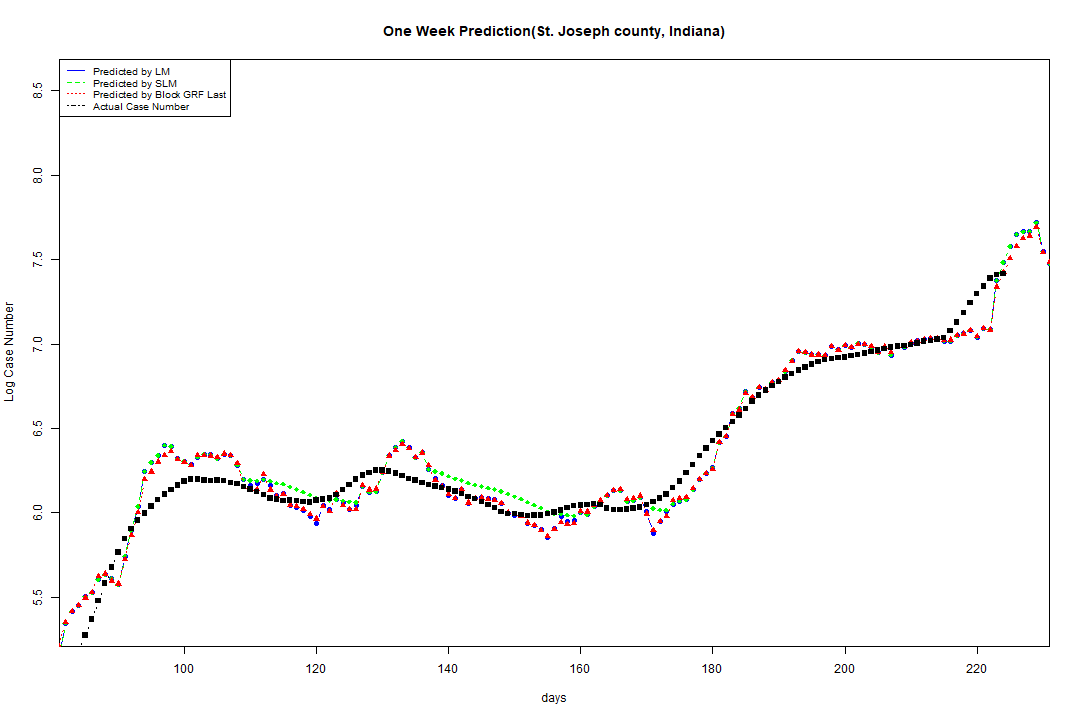 One Week Prediction(St. Joseph county, Indiana)
Predicted by LM
Predicted by SLM
Predicted by Block GRF Last
Actual Case Number
Log Case Number
8.5
8.0
7.5
7.0
6.5
6.0
5.5
100 120 140 160 180 200 220
days